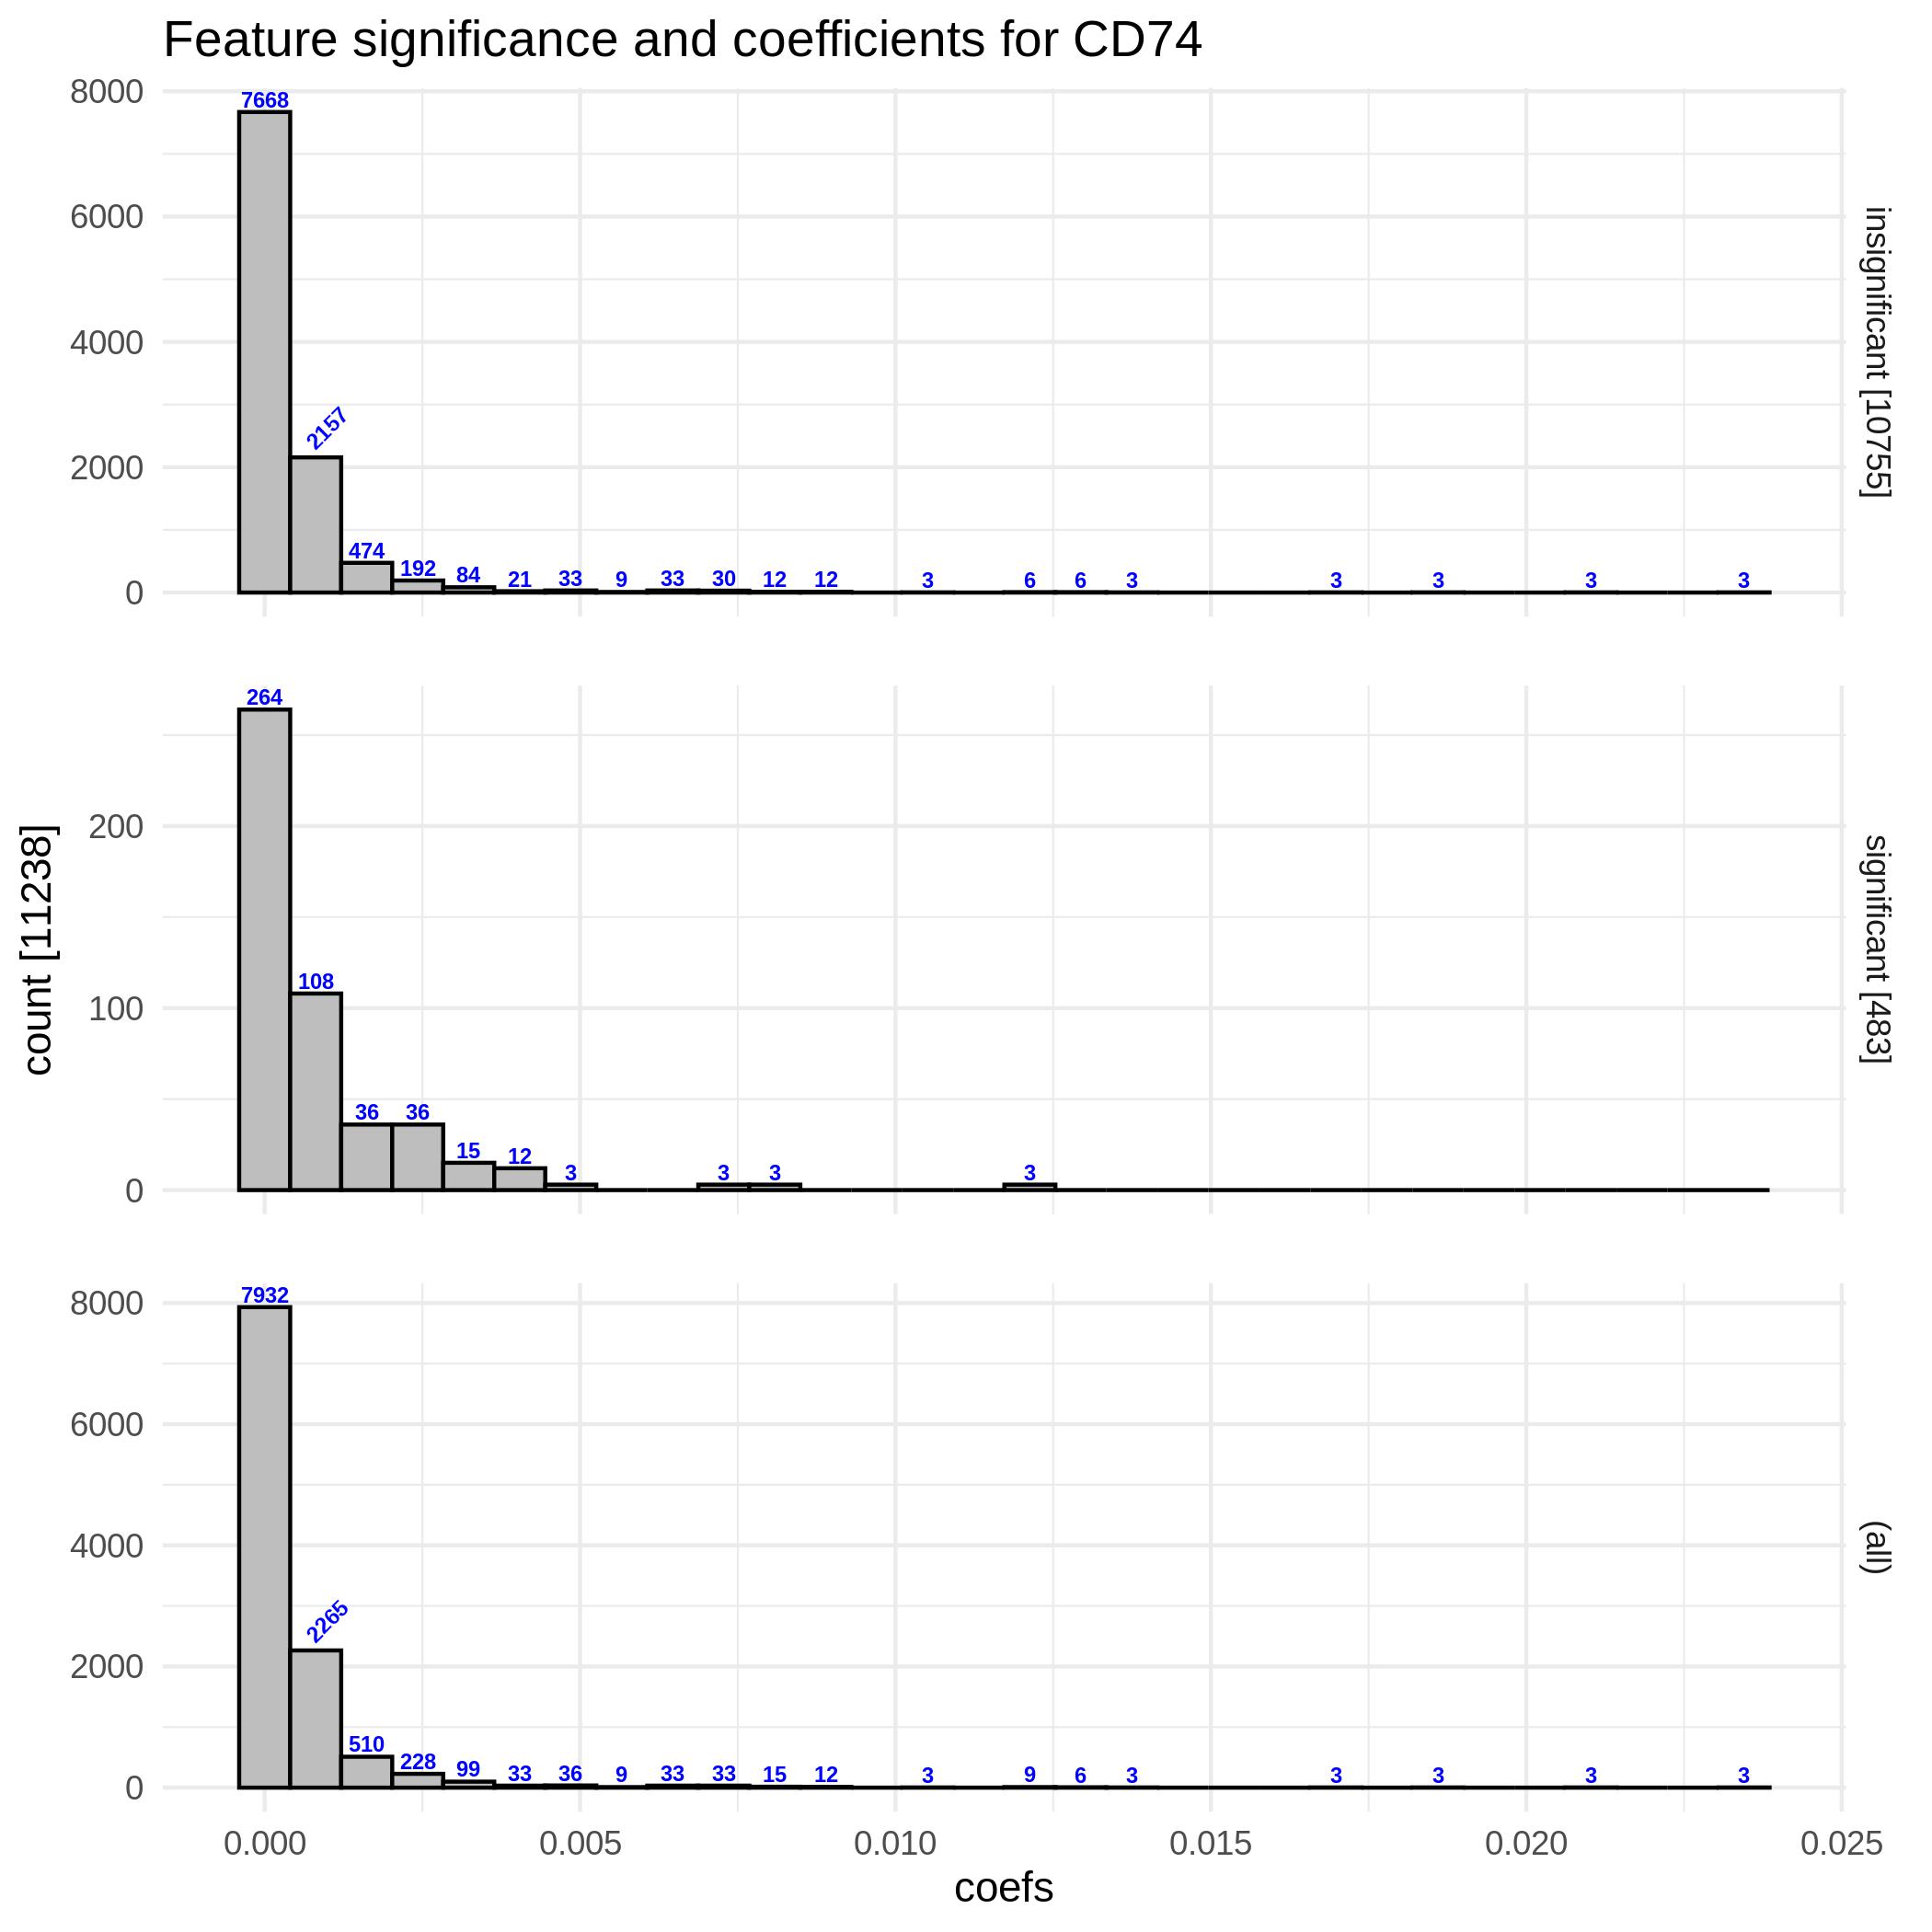 Feature significance and coefficients for CD74
8000
6000
4000
2000
0
7668
2157
474 192 84 21 33 9 33 30 12 12 3 6 6 3 3 3 3 3
insignificant [10755]
count [11238]
200
100
0
264
108
36 36 15 12 3 3 3 3
significant [483]
8000
6000
4000
2000
0
7932
2265
510 228 99 33 36 9 33 33 15 12 3 9 6 3 3 3 3 3
(all)
0.000 0.005 0.010 0.015 0.020 0.025
coefs